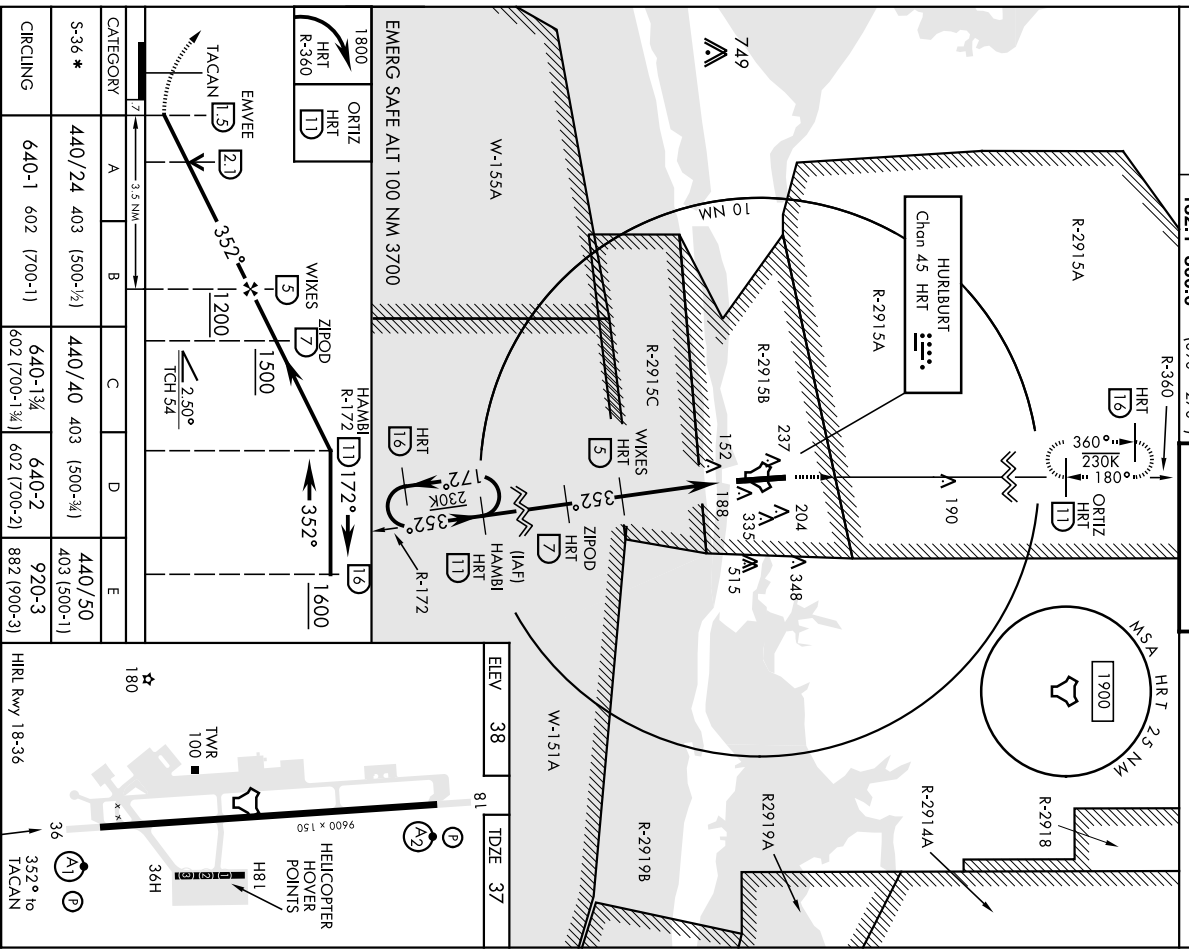 R-360
HRT
16
360°
230K
180°
ORTIZ
HRT
11
R-2915A
190
MSA HRT 25 NM
1900
R-2918
R-2914A
R-2919A
HURLBURT
Chan 45 HRT
R-2915A
749
10 NM
R-2915B
237
204
335
348
515
152
188
R-2915C
WIXES
HRT
5
352°
ZIPOD
HRT
7
R-2919B
W-155A
W-151A
(IAF)
HAMBI
HRT
11
172°
230K
352°
HRT
16
R-172
EMERG SAFE ALT 100 NM 3700
1800
HRT
R-360
ORTIZ
HRT
11
TACAN
EMVEE
1.5
2.1
352°
WIXES
5
1200
ZIPOD
7
1500
2.50°
TCH 54
HAMBI
R-172
11
172°
352°
16
1600
.7
3.5 NM
CATEGORY A B C D E
S-36 * 440/24 403 (500-½) 440/40 403 (500-¾) 440/50 403 (500-1)
CIRCLING 640-1 602 (700-1) 640-1¾ 602 (700-1¾) 640-2 602 (700-2) 920-3 882 (900-3)
ELEV 38
TDZE 37
18
A2
P
9600 x 150
TWR
100
180
HELICOPTER
HOVER
POINTS
H18
1
2
3
36H
x x
36
A1
P
352° to
TACAN
HIRL Rwy 18-36